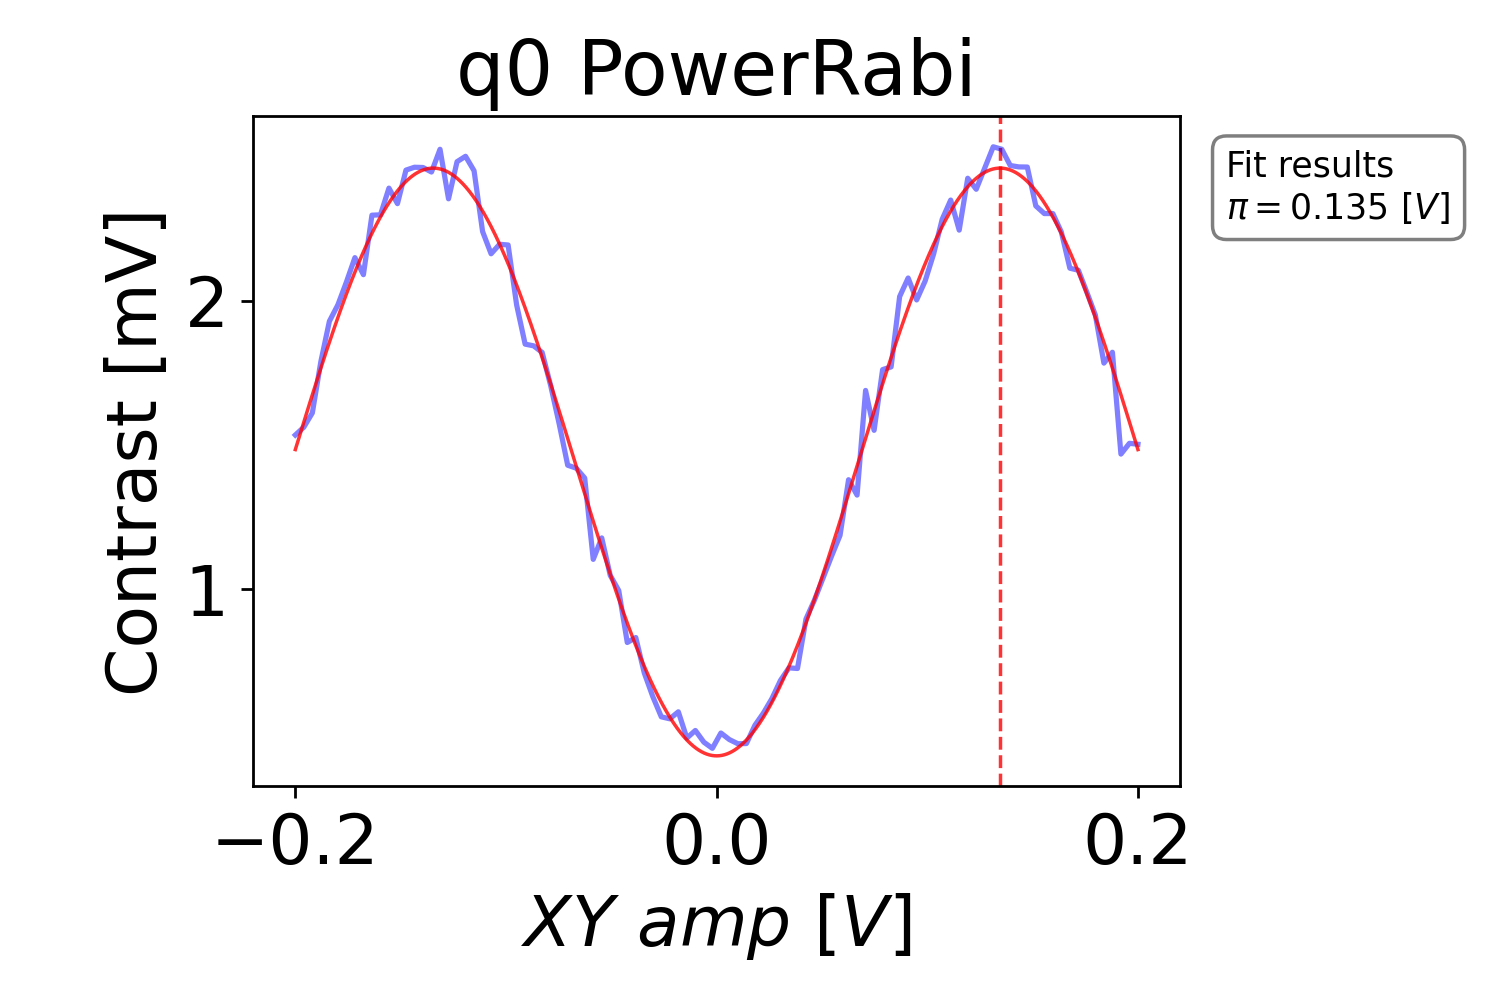 q0 PowerRabi
Fit results
π = 0.135 [V]
Contrast [mV]
2
1
−0.2
0.0
0.2
XY amp [V]